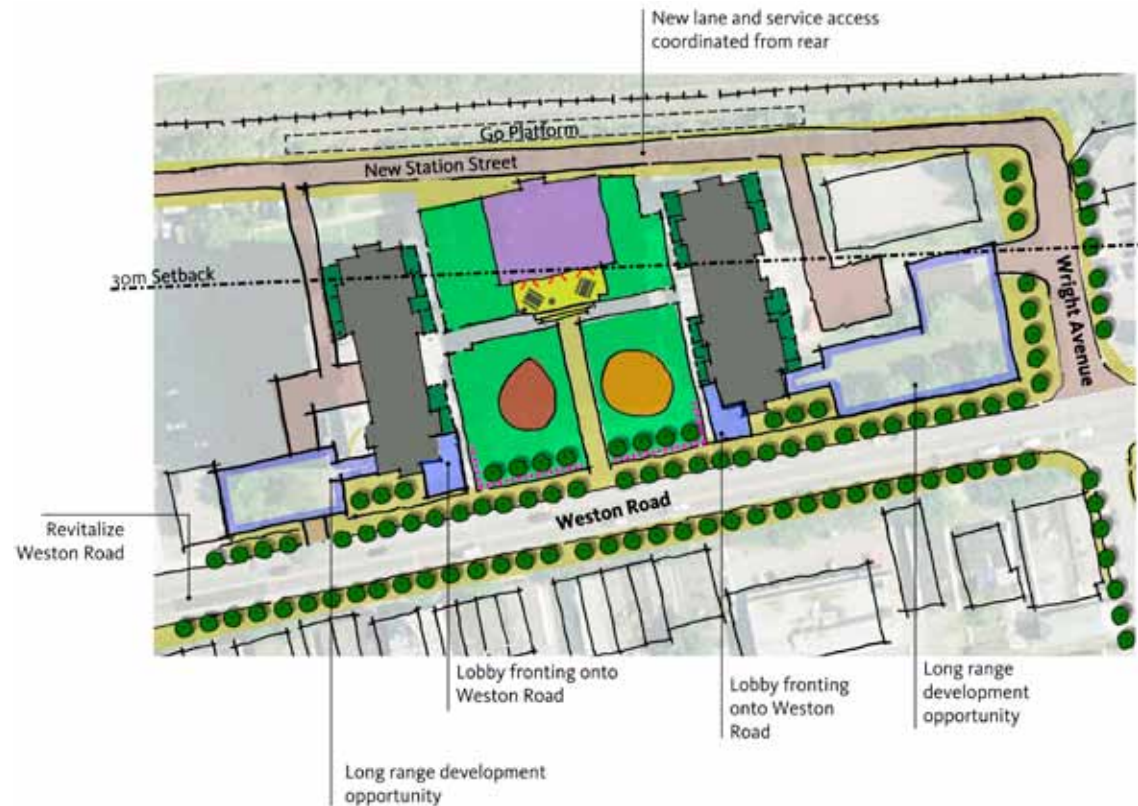 New lane and service access
coordinated from rear
Go Platform
New Station Street
30m Setback
Wright Avenue
Weston Road
Revitalize
Weston Road
Lobby fronting onto
Weston Road
Lobby fronting
onto Weston
Road
Long range
development
opportunity
Long range development
opportunity